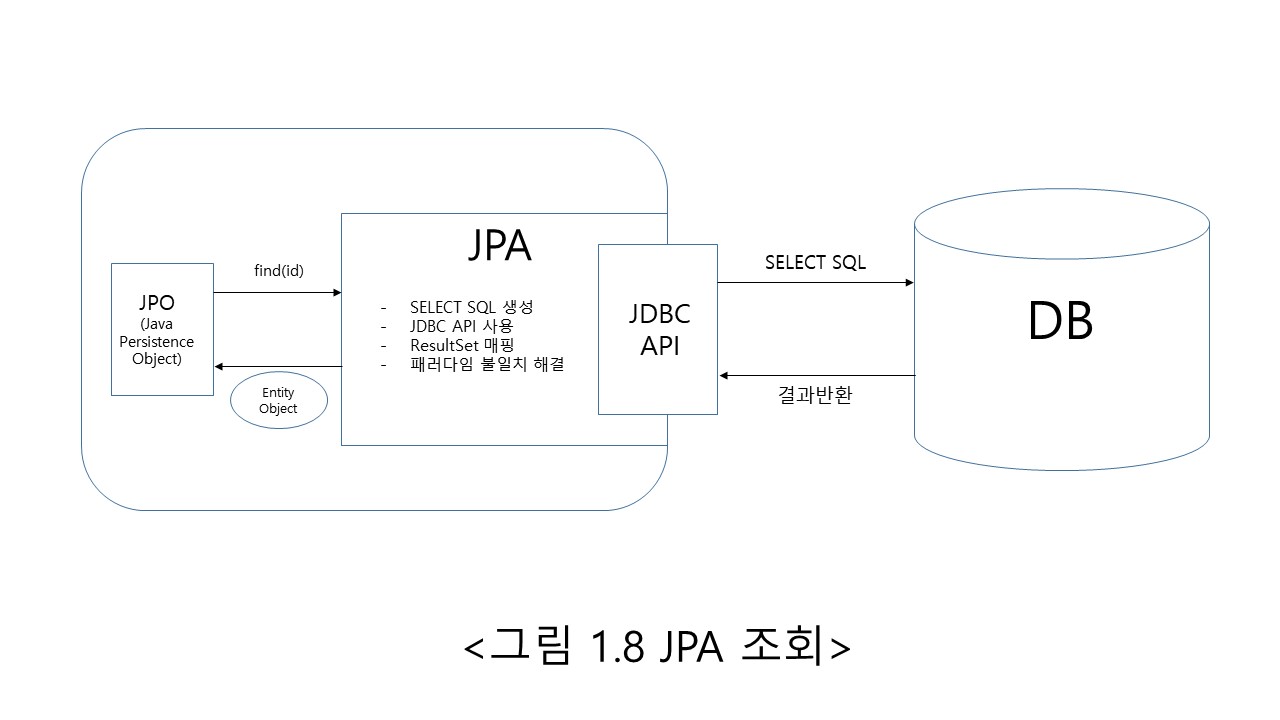 JPO
(Java
Persistence
Object)
find(id)
Entity
Object
JPA
- SELECT SQL 생성
- JDBC API 사용
- ResultSet 매핑
- 패러다임 불일치 해결
JDBC
API
SELECT SQL
결과반환
DB
<그림 1.8 JPA 조회>